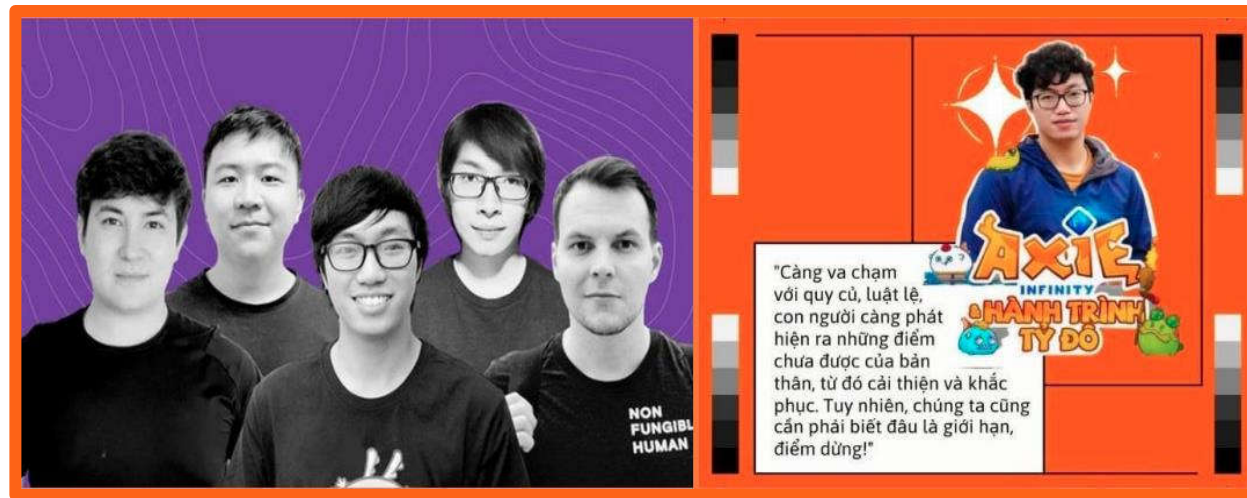 NON
FUNGIBL
HUMAN
AXIE
INFINITY
& HÀNH TRÌNH
TỶ ĐÔ
"Càng va chạm
với quy củ, luật lệ,
con người càng phát
hiện ra những điểm
chưa được của bản
thân, từ đó cải thiện và khắc
phục. Tuy nhiên, chúng ta cũng
cần phải biết đâu là giới hạn,
điểm dừng!"